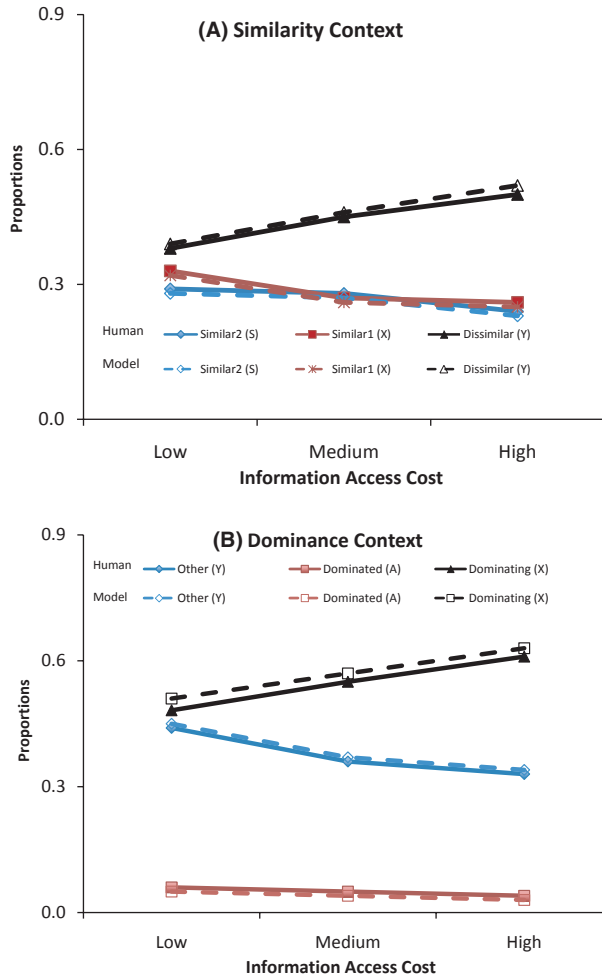 (A) Similarity Context
0.9
0.6
0.3
0.0
Proportions
Human Similar2 (S) Similar1 (X) Dissimilar (Y)
Model Similar2 (S) Similar1 (X) Dissimilar (Y)
Low Medium High
Information Access Cost
(B) Dominance Context
0.9
0.6
0.3
0.0
Proportions
Human Other (Y) Dominated (A) Dominating (X)
Model Other (Y) Dominated (A) Dominating (X)
Low Medium High
Information Access Cost